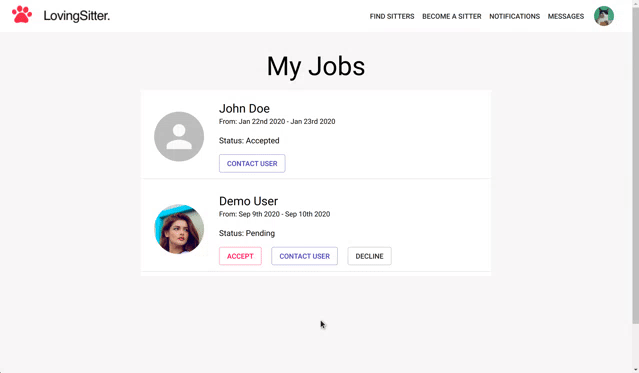 LovingSitter.
FIND SITTERS BECOME A SITTER NOTIFICATIONS MESSAGES
My Jobs
John Doe
From: Jan 22nd 2020 - Jan 23rd 2020
Status: Accepted
CONTACT USER
Demo User
From: Sep 9th 2020 - Sep 10th 2020
Status: Pending
ACCEPT CONTACT USER DECLINE